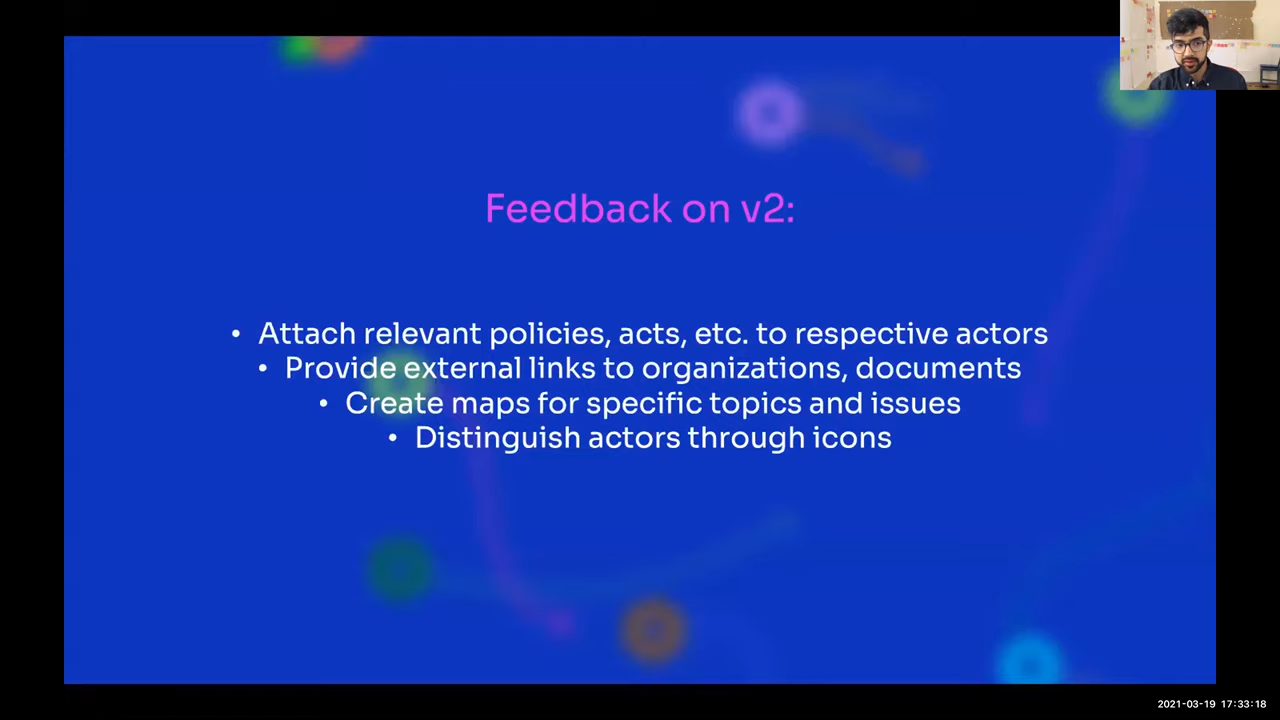 Feedback on v2:
• Attach relevant policies, acts, etc. to respective actors
• Provide external links to organizations, documents
• Create maps for specific topics and issues
• Distinguish actors through icons
2021-03-19 17:33:18